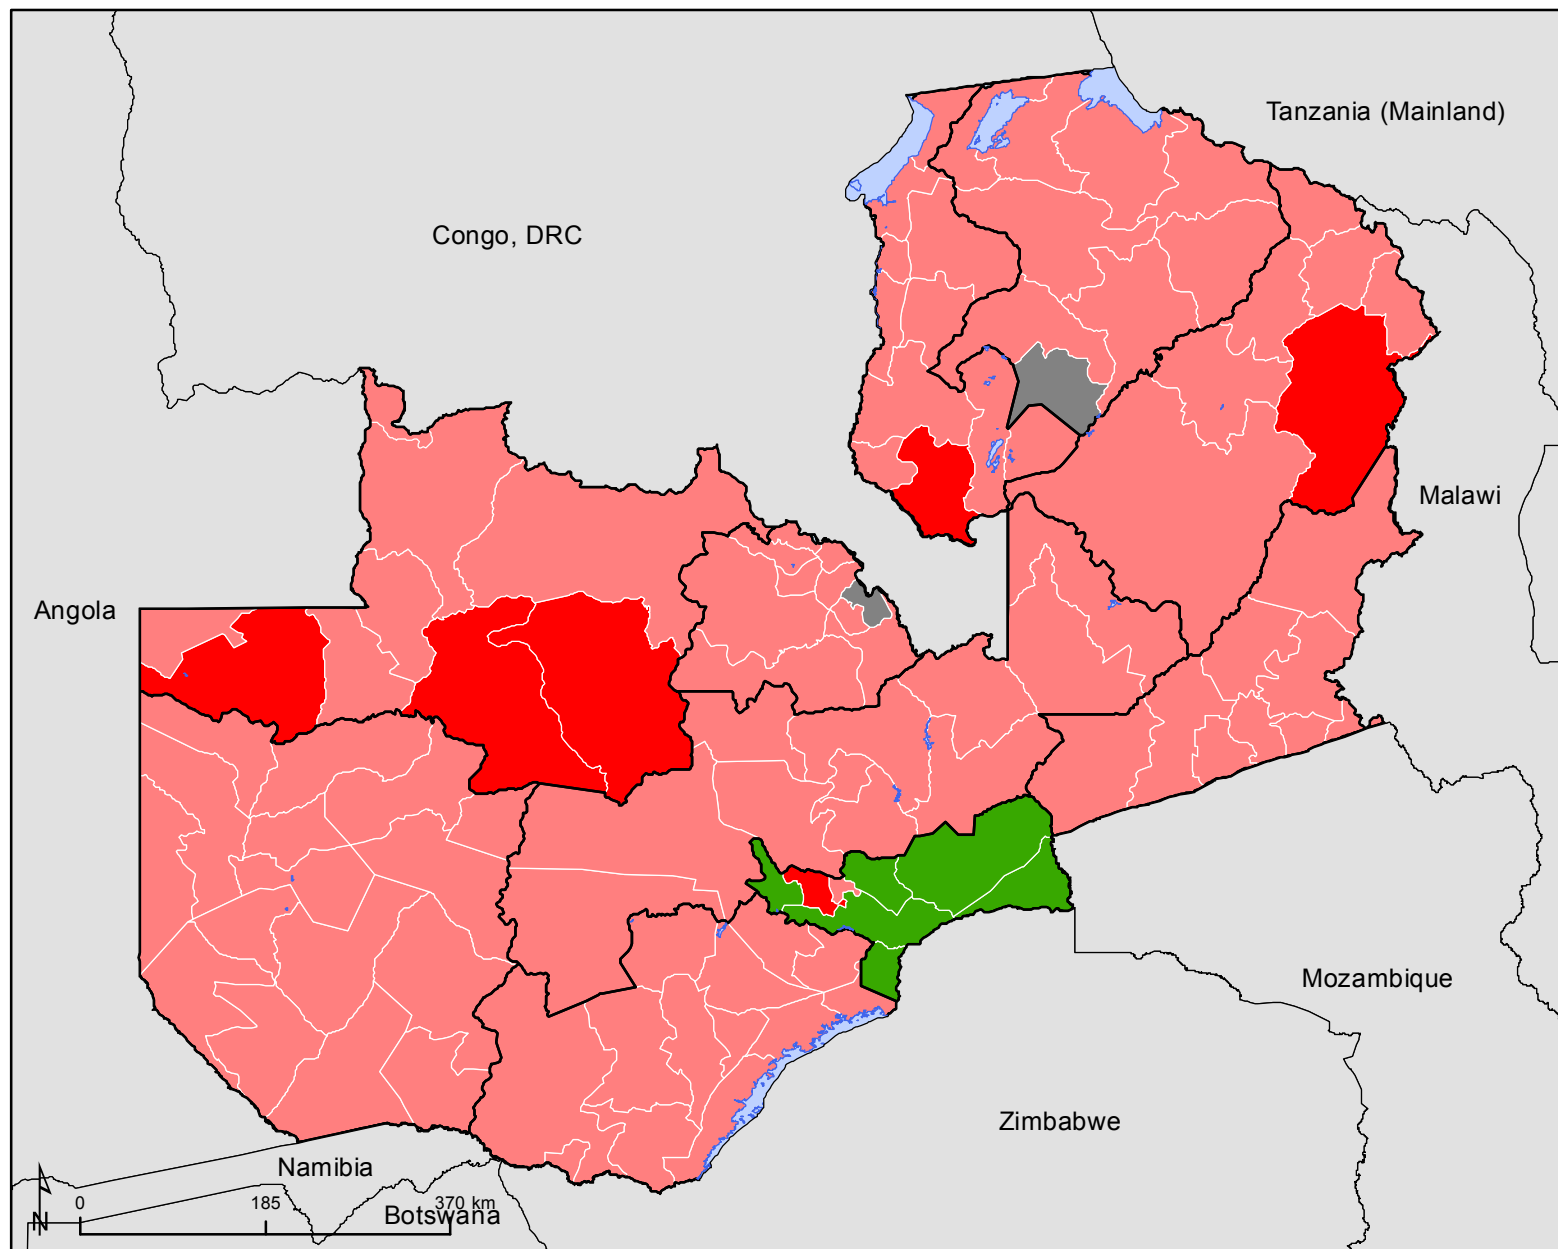 Tanzania (Mainland)
Congo, DRC
Malawi
Angola
Mozambique
Zimbabwe
Namibia
Botswana
0 185 370 km
N